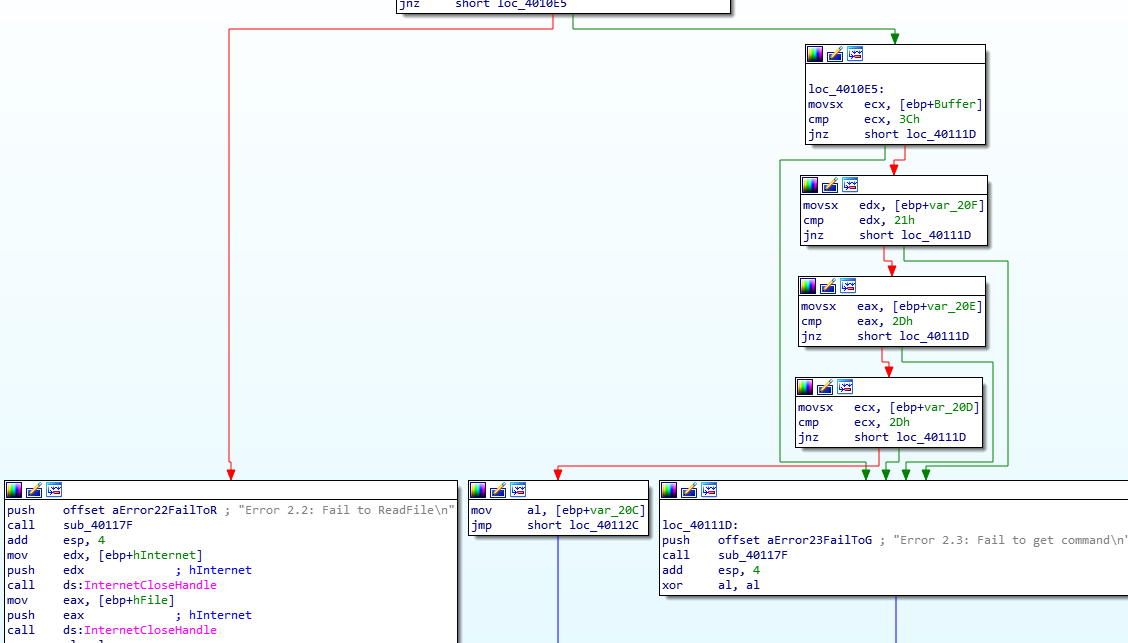 jnz short loc_4010E5
loc_4010E5:
movsx ecx, [ebp+Buffer]
cmp ecx, 3Ch
jnz short loc_40111D
movsx edx, [ebp+var_20F]
cmp edx, 21h
jnz short loc_40111D
movsx eax, [ebp+var_20E]
cmp eax, 2Dh
jnz short loc_40111D
movsx ecx, [ebp+var_20D]
cmp ecx, 2Dh
jnz short loc_40111D
push offset aError22FailToR ; "Error 2.2: Fail to ReadFile\n"
call sub_40117F
add esp, 4
mov edx, [ebp+hInternet]
push edx ; hInternet
call ds:InternetCloseHandle
mov eax, [ebp+hFile]
push eax ; hInternet
call ds:InternetCloseHandle
mov al, [ebp+var_20C]
jmp short loc_40112C
loc_40111D:
push offset aError23FailToG ; "Error 2.3: Fail to get command\n"
call sub_40117F
add esp, 4
xor al, al